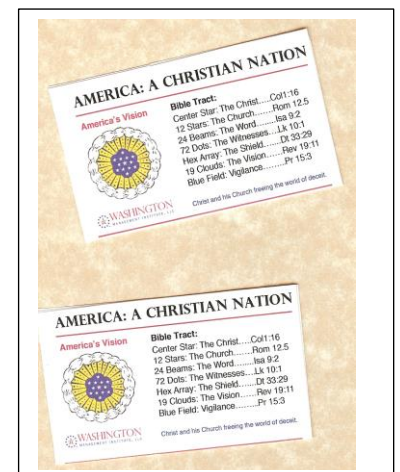 AMERICA: A CHRISTIAN NATION
America's Vision
Bible Tract:
Center Star: The Christ.....Col1:16
12 Stars: The Church........Rom 12.5
24 Beams: The Word........Isa 9:2
72 Dots: The Witnesses....Lk 10:1
Hex Array: The Shield.....Dt 33:29
19 Clouds: The Vision......Rev 19:11
Blue Field: Vigilance........Pr 15:3
WASHINGTON
MANAGEMENT INSTITUTE, LLC
Christ and his Church freeing the world of deceit.
AMERICA: A CHRISTIAN NATION
America's Vision
Bible Tract:
Center Star: The Christ.....Col1:16
12 Stars: The Church........Rom 12.5
24 Beams: The Word........Isa 9:2
72 Dots: The Witnesses....Lk 10:1
Hex Array: The Shield.....Dt 33:29
19 Clouds: The Vision......Rev 19:11
Blue Field: Vigilance........Pr 15:3
WASHINGTON
MANAGEMENT INSTITUTE, LLC
Christ and his Church freeing the world of deceit.